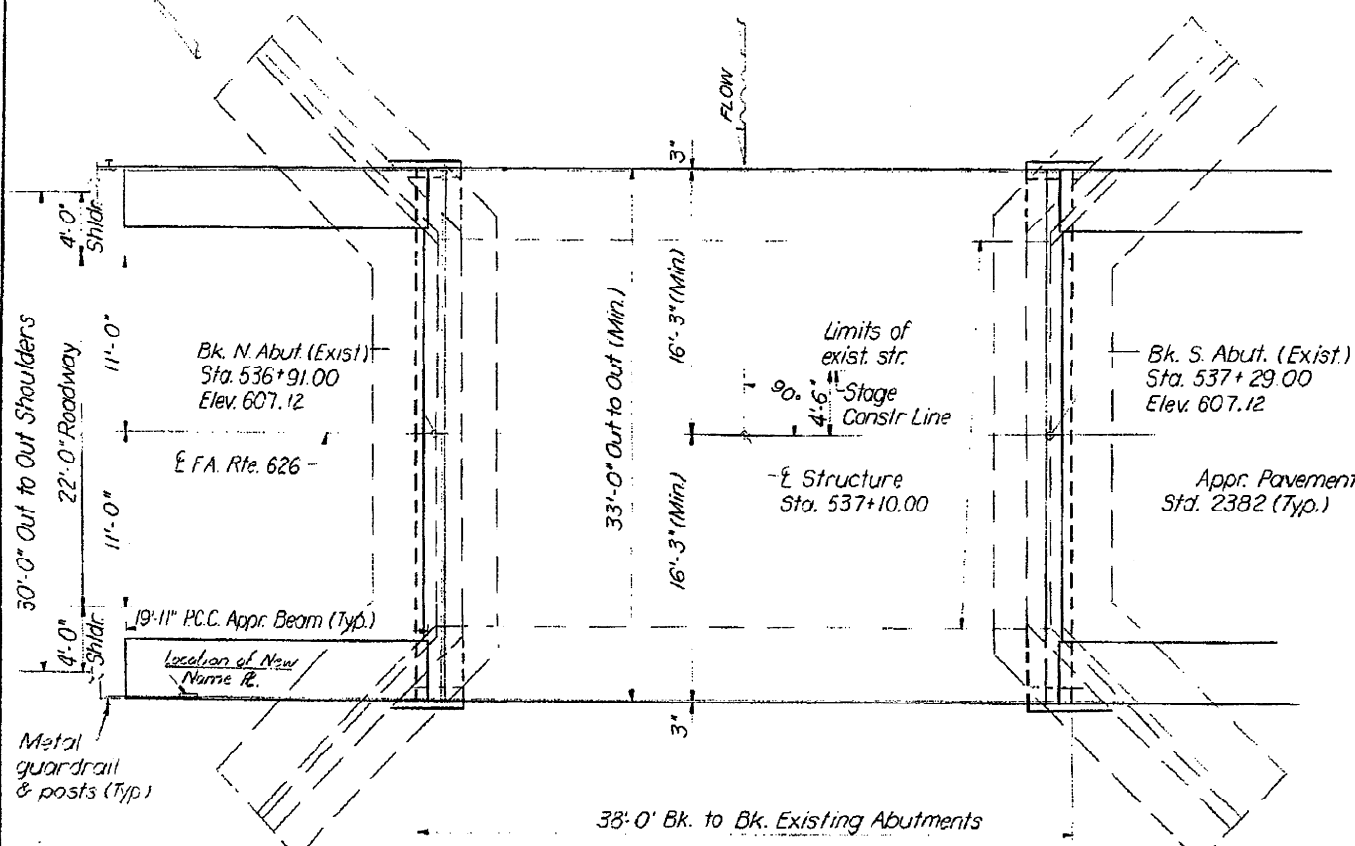 FLOW
3"
4'-0"
Shldr.
30'-0" Out to Out Shoulders
22'-0" Roadway
11'-0"
11'-0"
4'-0"
Shldr.
Bk. N. Abut. (Exist)
Sta. 536+91.00
Elev. 607.12
℄ F.A. Rte. 626
33'-0" Out to Out (Min.)
16'-3" (Min)
16'-3" (Min)
Limits of
exist. str.
90°
4'-6"
Stage
Constr Line
℄ Structure
Sta. 537+10.00
Bk. S. Abut. (Exist.)
Sta. 537+29.00
Elev. 607.12
Appr. Pavement
Std. 2382 (Typ.)
19'-11" P.C.C. Appr. Beam (Typ.)
Location of New
Name PL.
3"
Metal
guardrail
& posts (Typ)
38'-0' Bk. to Bk. Existing Abutments